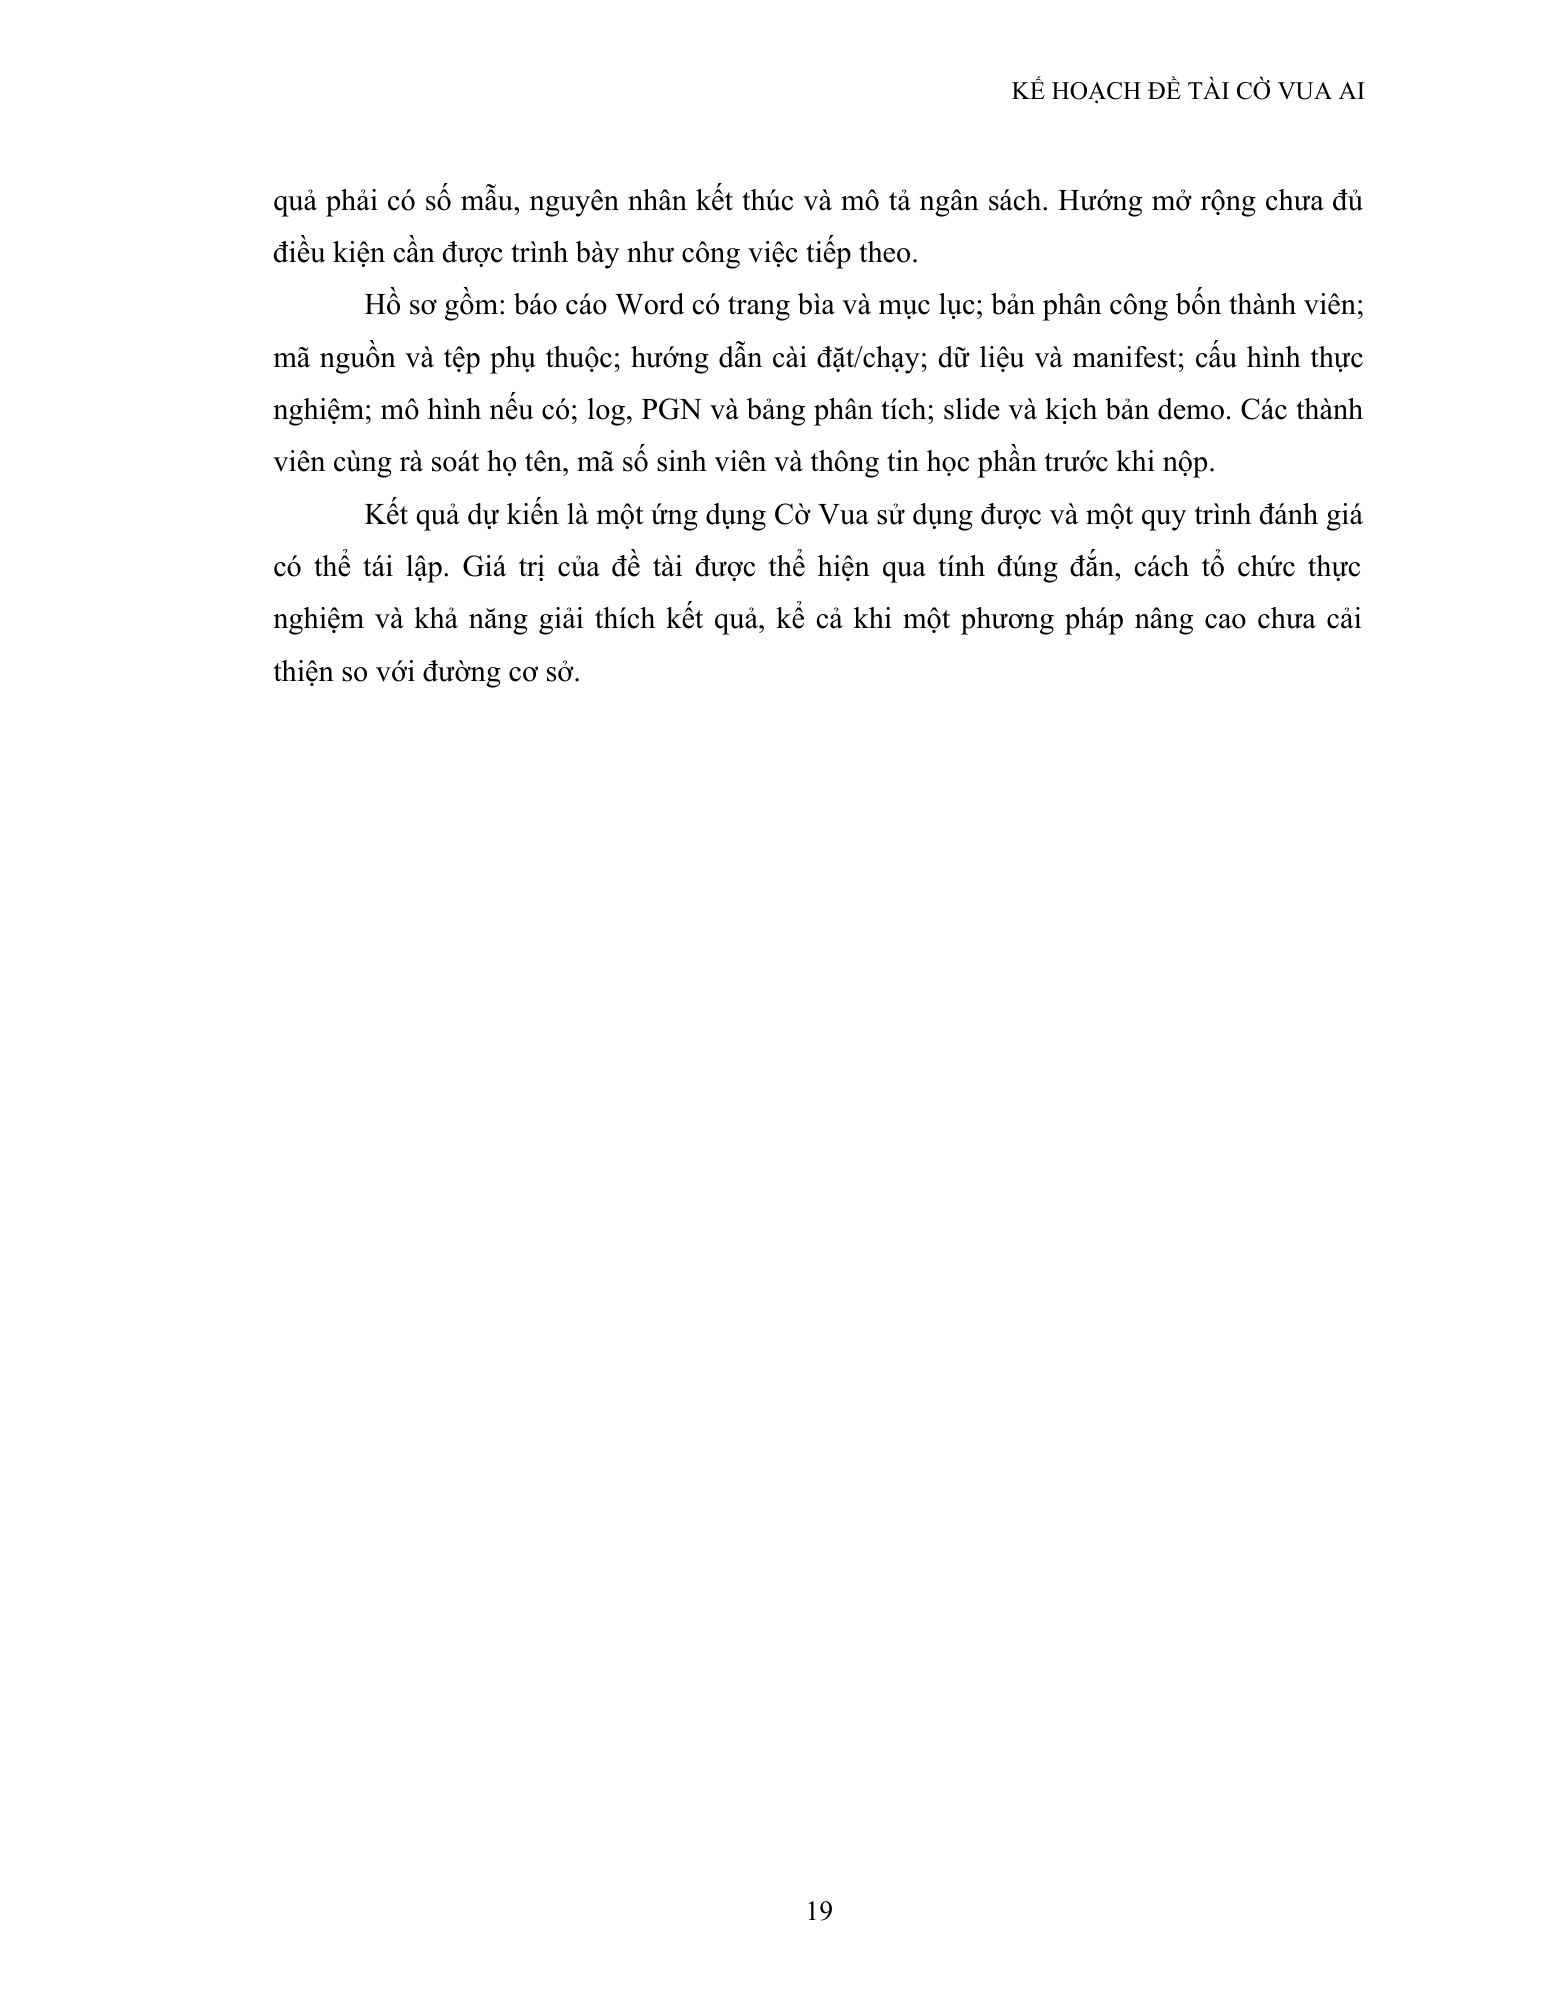 KẾ HOẠCH ĐỀ TÀI CỜ VUA AI
quả phải có số mẫu, nguyên nhân kết thúc và mô tả ngân sách. Hướng mở rộng chưa đủ
điều kiện cần được trình bày như công việc tiếp theo.
Hồ sơ gồm: báo cáo Word có trang bìa và mục lục; bản phân công bốn thành viên;
mã nguồn và tệp phụ thuộc; hướng dẫn cài đặt/chạy; dữ liệu và manifest; cấu hình thực
nghiệm; mô hình nếu có; log, PGN và bảng phân tích; slide và kịch bản demo. Các thành
viên cùng rà soát họ tên, mã số sinh viên và thông tin học phần trước khi nộp.
Kết quả dự kiến là một ứng dụng Cờ Vua sử dụng được và một quy trình đánh giá
có thể tái lập. Giá trị của đề tài được thể hiện qua tính đúng đắn, cách tổ chức thực
nghiệm và khả năng giải thích kết quả, kể cả khi một phương pháp nâng cao chưa cải
thiện so với đường cơ sở.
19